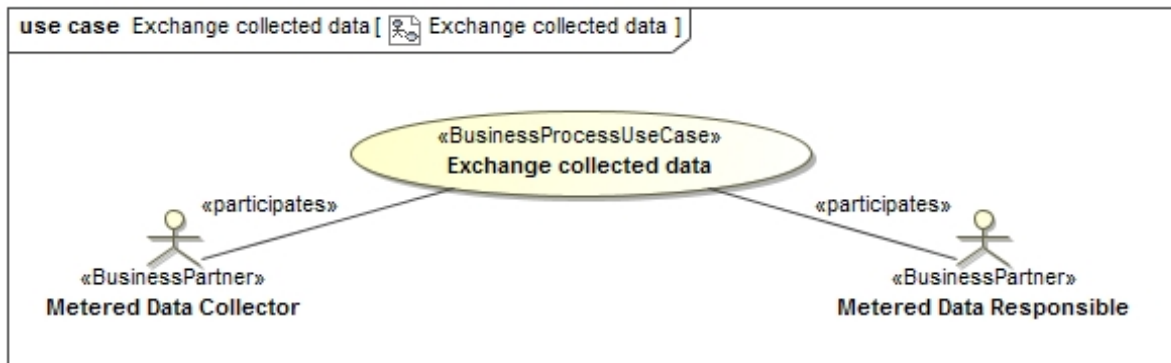 use case Exchange collected data [ Exchange collected data ]
«BusinessProcessUseCase»
Exchange collected data
«participates» «participates»
«BusinessPartner» «BusinessPartner»
Metered Data Collector Metered Data Responsible